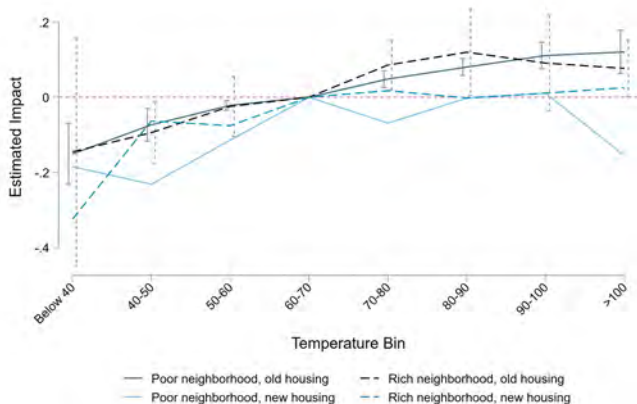 .2
0
-.2
-.4
Estimated Impact
Below 40
40-50
50-60
60-70
70-80
80-90
90-100
>100
Temperature Bin
Poor neighborhood, old housing
Rich neighborhood, old housing
Poor neighborhood, new housing
Rich neighborhood, new housing